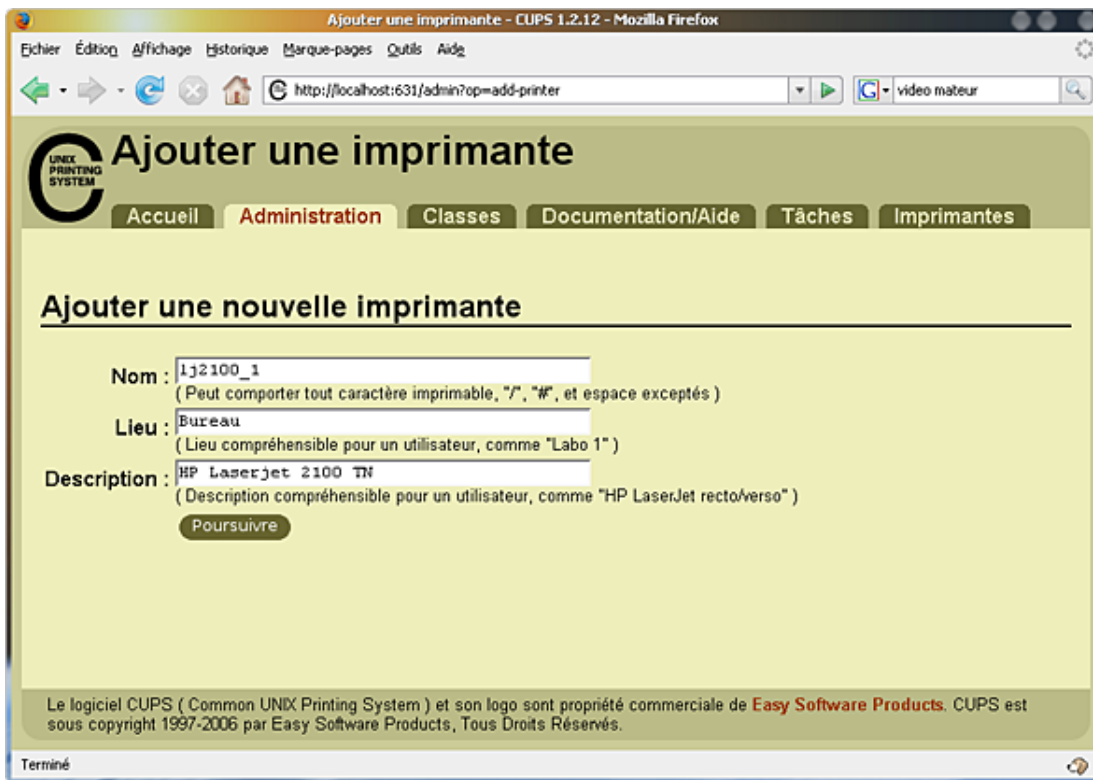 Ajouter une imprimante - CUPS 1.2.12 - Mozilla Firefox
Fichier Édition Affichage Historique Marque-pages Outils Aide
http://localhost:631/admin?op=add-printer G video mateur
UNIX PRINTING SYSTEM
Ajouter une imprimante
Accueil Administration Classes Documentation/Aide Tâches Imprimantes
Ajouter une nouvelle imprimante
Nom : lj2100_1
( Peut comporter tout caractère imprimable, "/", "#", et espace exceptés )
Lieu : Bureau
( Lieu compréhensible pour un utilisateur, comme "Labo 1" )
Description : HP Laserjet 2100 TN
( Description compréhensible pour un utilisateur, comme "HP LaserJet recto/verso" )
Poursuivre
Le logiciel CUPS ( Common UNIX Printing System ) et son logo sont propriété commerciale de Easy Software Products. CUPS est
sous copyright 1997-2006 par Easy Software Products, Tous Droits Réservés.
Terminé